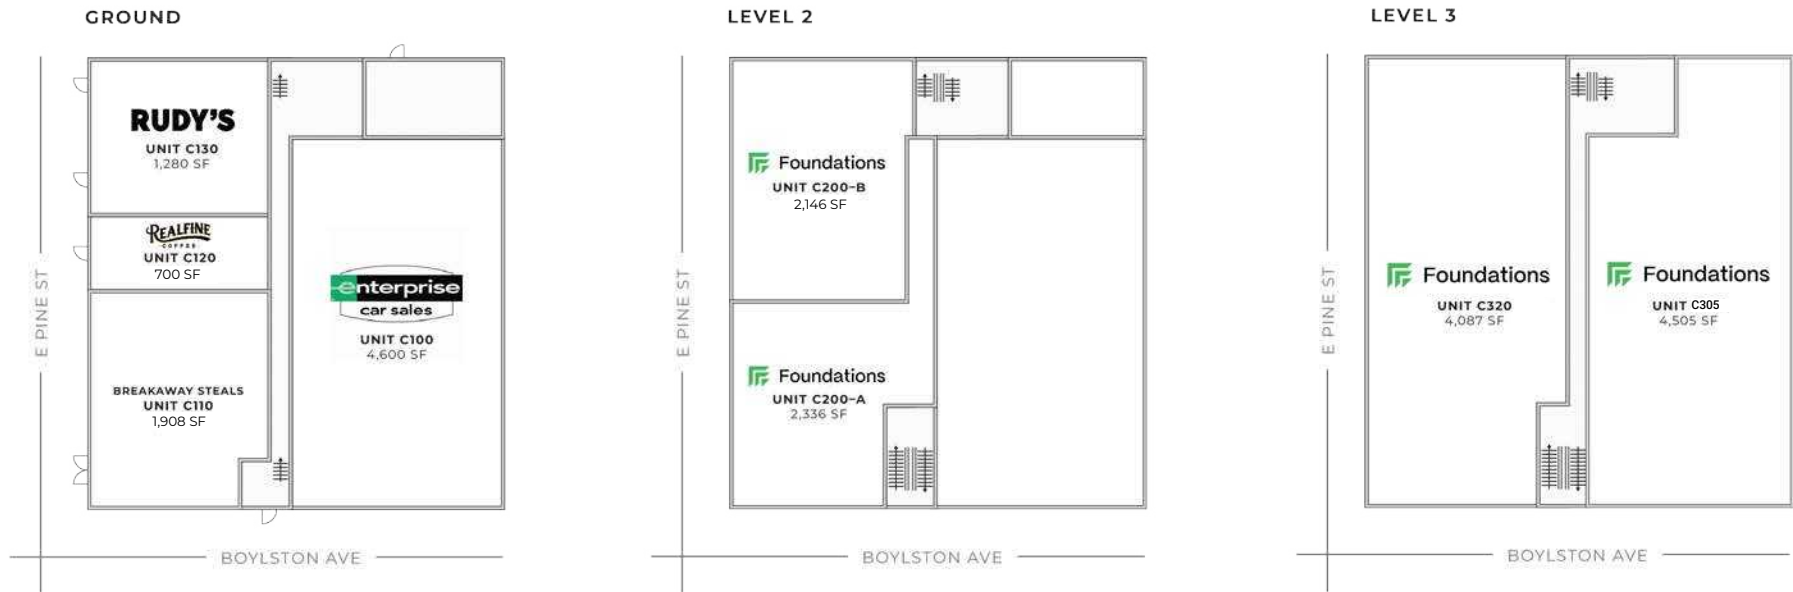 GROUND
RUDY'S
UNIT C130
1,280 SF
REALFINE
COFFEE
UNIT C120
700 SF
BREAKAWAY STEALS
UNIT C110
1,908 SF
enterprise
car sales
UNIT C100
4,600 SF
E PINE ST
BOYLSTON AVE
LEVEL 2
Foundations
UNIT C200-B
2,146 SF
Foundations
UNIT C200-A
2,336 SF
E PINE ST
BOYLSTON AVE
LEVEL 3
Foundations
UNIT C320
4,087 SF
Foundations
UNIT C305
4,505 SF
E PINE ST
BOYLSTON AVE